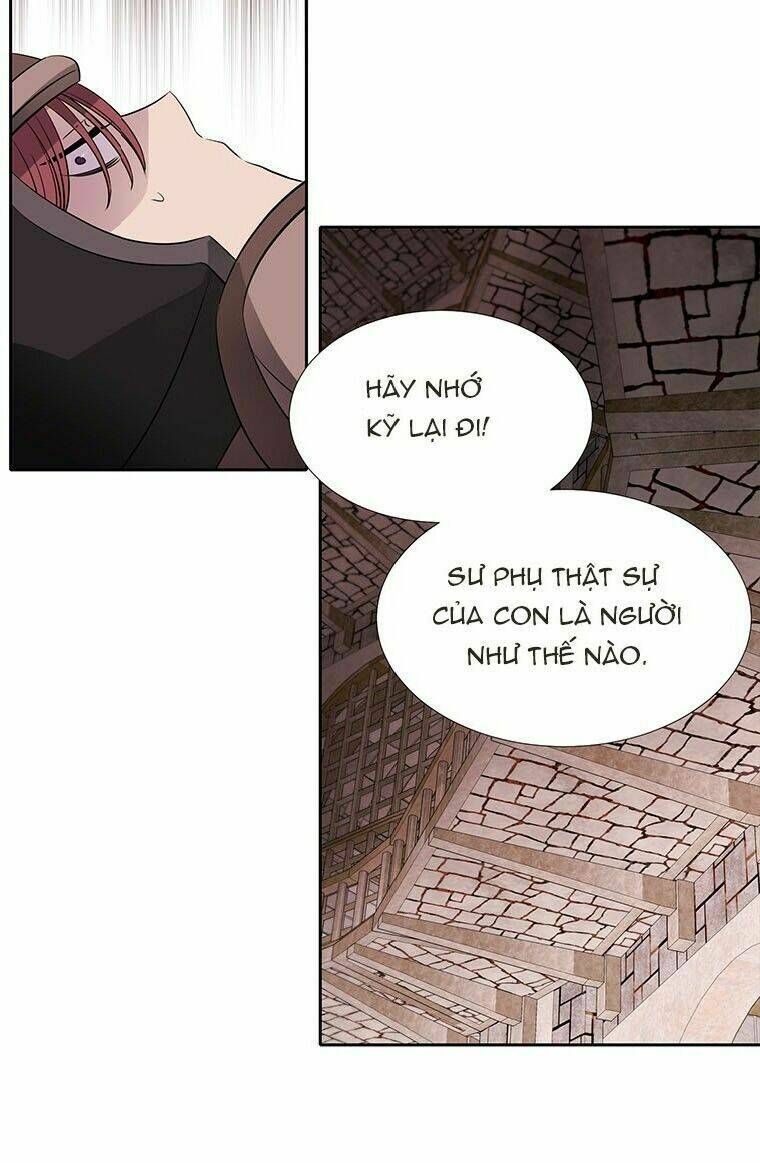 HÃY NHỚ
KỸ LẠI ĐI!
SƯ PHỤ THẬT SỰ
CỦA CON LÀ NGƯỜI
NHƯ THẾ NÀO.